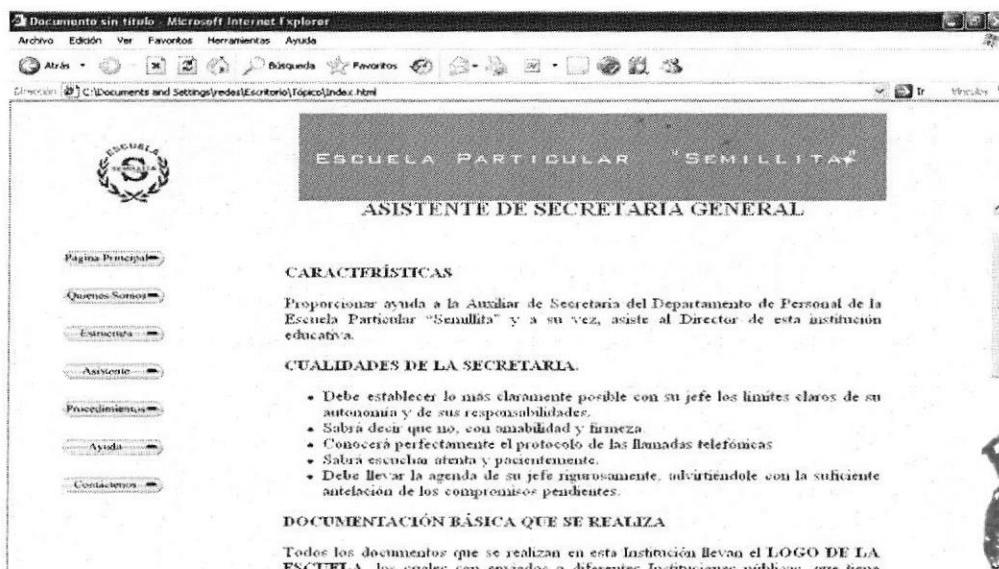 Documento sin título - Microsoft Internet Explorer
Archivo Edición Ver Favoritos Herramientas Ayuda
Atrás Búsqueda Favoritos
Dirección C:\Documents and Settings\redes\Escritorio\Tópico\Index.html Ir Vínculos
ESCUELA
SEMILLITA
S
ESCUELA PARTICULAR "SEMILLITA"
ASISTENTE DE SECRETARIA GENERAL
Pagina Principal
Quienes Somos
Estructura
Asistente
Procedimientos
Ayuda
Contáctenos
CARACTERÍSTICAS
Proporcionar ayuda a la Auxiliar de Secretaria del Departamento de Personal de la
Escuela Particular “Semillita” y a su vez, asiste al Director de esta institución
educativa.
CUALIDADES DE LA SECRETARIA.
• Debe establecer lo más claramente posible con su jefe los límites claros de su
autonomía y de sus responsabilidades.
• Sabrá decir que no, con amabilidad y firmeza.
• Conocerá perfectamente el protocolo de las llamadas telefónicas
• Sabrá escuchar atenta y pacientemente.
• Debe llevar la agenda de su jefe rigurosamente, advirtiéndole con la suficiente
antelación de los compromisos pendientes.
DOCUMENTACIÓN BÁSICA QUE SE REALIZA
Todos los documentos que se realizan en esta Institución llevan el LOGO DE LA
ESCUELA, los cuales son enviados a diferentes Instituciones públicas, que tiene